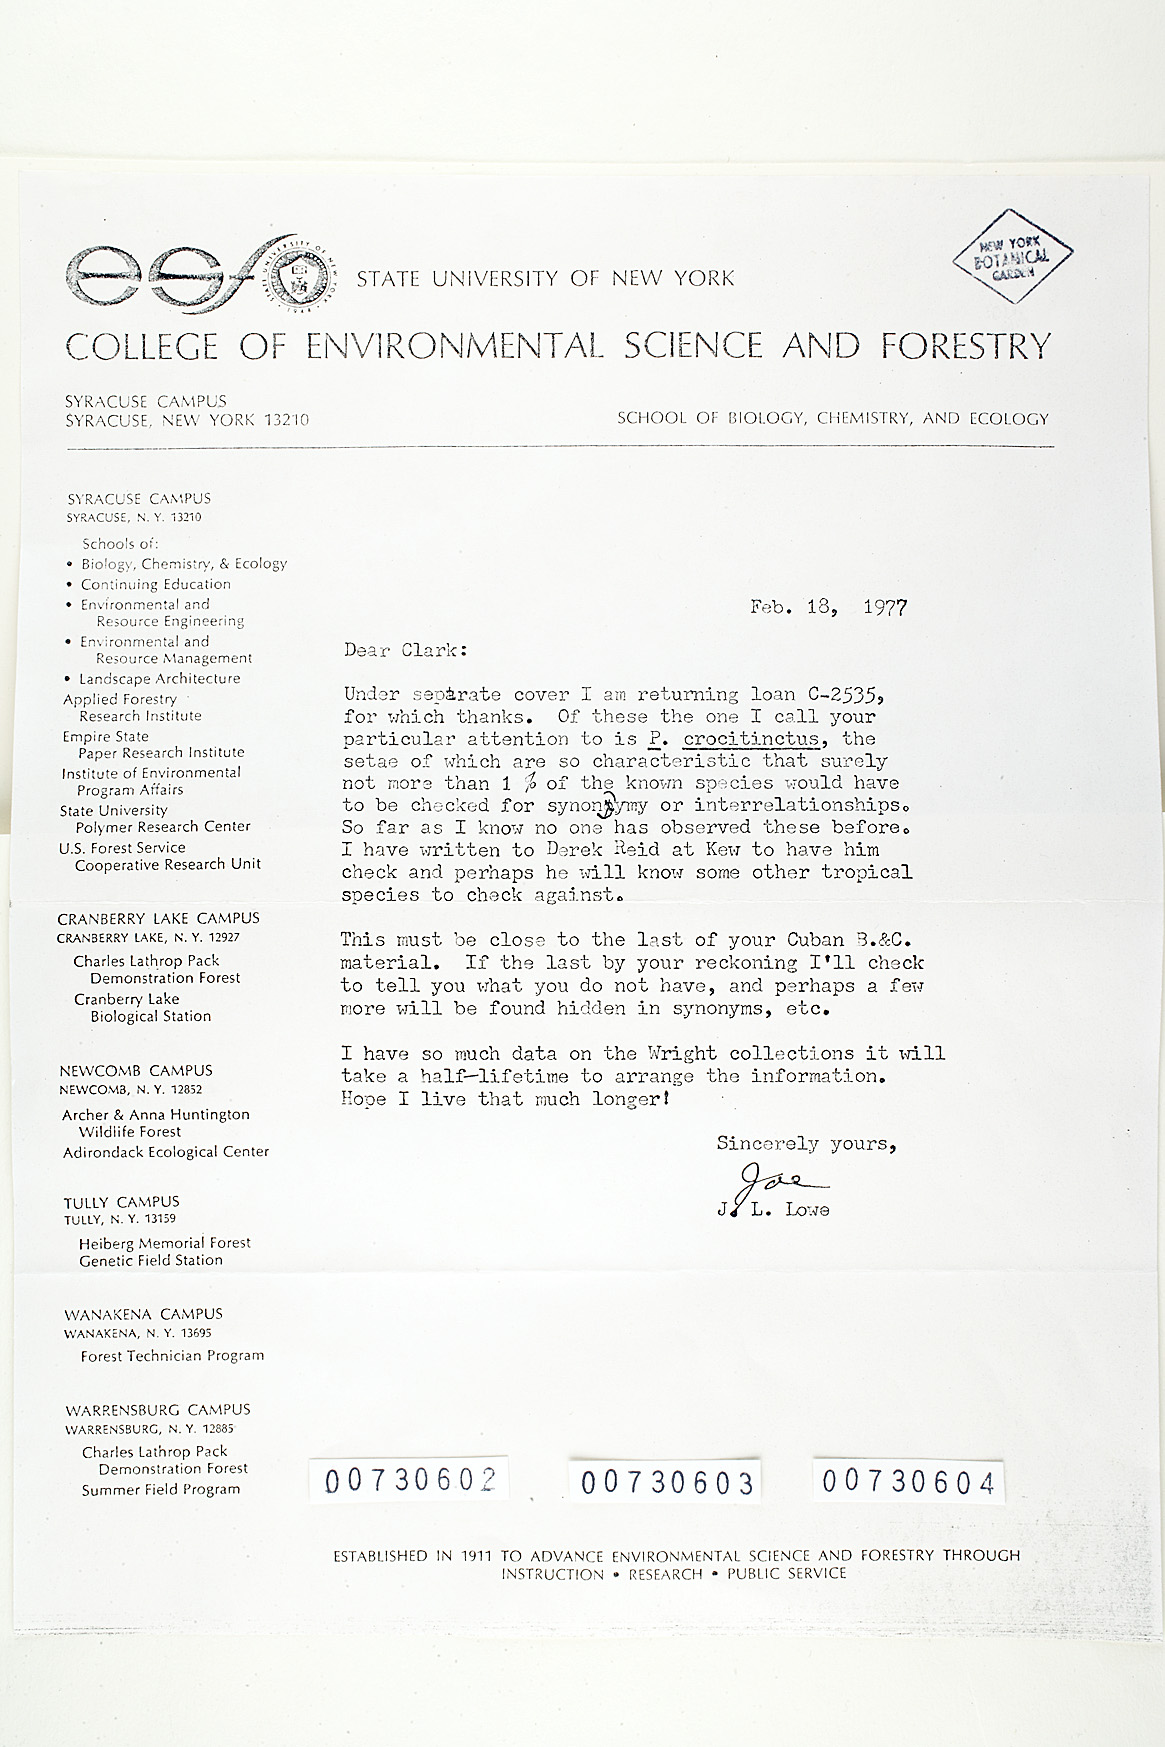 esf
STATE UNIVERSITY OF NEW YORK
NEW YORK
BOTANICAL
GARDEN
COLLEGE OF ENVIRONMENTAL SCIENCE AND FORESTRY
SYRACUSE CAMPUS
SYRACUSE, NEW YORK 13210
SCHOOL OF BIOLOGY, CHEMISTRY, AND ECOLOGY
SYRACUSE CAMPUS
SYRACUSE, N. Y. 13210
Schools of:
• Biology, Chemistry, & Ecology
• Continuing Education
• Environmental and
Resource Engineering
• Environmental and
Resource Management
• Landscape Architecture
Applied Forestry
Research Institute
Empire State
Paper Research Institute
Institute of Environmental
Program Affairs
State University
Polymer Research Center
U.S. Forest Service
Cooperative Research Unit
CRANBERRY LAKE CAMPUS
CRANBERRY LAKE, N. Y. 12927
Charles Lathrop Pack
Demonstration Forest
Cranberry Lake
Biological Station
NEWCOMB CAMPUS
NEWCOMB, N. Y. 12852
Archer & Anna Huntington
Wildlife Forest
Adirondack Ecological Center
TULLY CAMPUS
TULLY, N. Y. 13159
Heiberg Memorial Forest
Genetic Field Station
WANAKENA CAMPUS
WANAKENA, N. Y. 13695
Forest Technician Program
WARRENSBURG CAMPUS
WARRENSBURG, N. Y. 12885
Charles Lathrop Pack
Demonstration Forest
Summer Field Program
Feb. 18, 1977
Dear Clark:
Under separate cover I am returning loan C-2535,
for which thanks. Of these the one I call your
particular attention to is P. crocitinctus, the
setae of which are so characteristic that surely
not more than 1 % of the known species would have
to be checked for synonymy or interrelationships.
So far as I know no one has observed these before.
I have written to Derek Reid at Kew to have him
check and perhaps he will know some other tropical
species to check against.
This must be close to the last of your Cuban B.&C.
material. If the last by your reckoning I'll check
to tell you what you do not have, and perhaps a few
more will be found hidden in synonyms, etc.
I have so much data on the Wright collections it will
take a half-lifetime to arrange the information.
Hope I live that much longer!
Sincerely yours,
Joe
J. L. Lowe
00730602
00730603
00730604
ESTABLISHED IN 1911 TO ADVANCE ENVIRONMENTAL SCIENCE AND FORESTRY THROUGH
INSTRUCTION • RESEARCH • PUBLIC SERVICE